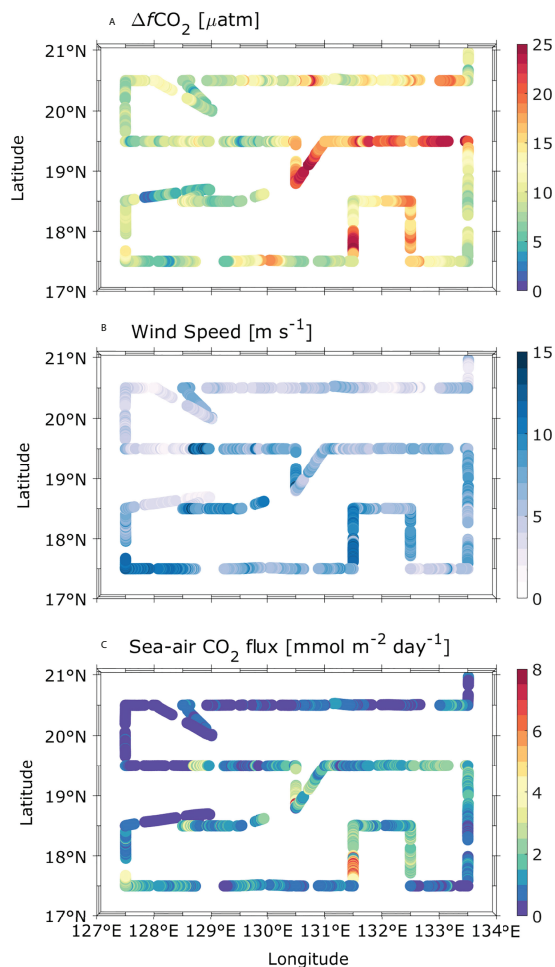 A ΔfCO2 [μatm]
21°N
20°N
19°N
18°N
17°N
Latitude
25
20
15
10
5
0
B Wind Speed [m s-1]
21°N
20°N
19°N
18°N
17°N
Latitude
15
10
5
0
C Sea-air CO2 flux [mmol m-2 day-1]
21°N
20°N
19°N
18°N
17°N
Latitude
8
6
4
2
0
127°E 128°E 129°E 130°E 131°E 132°E 133°E 134°E
Longitude